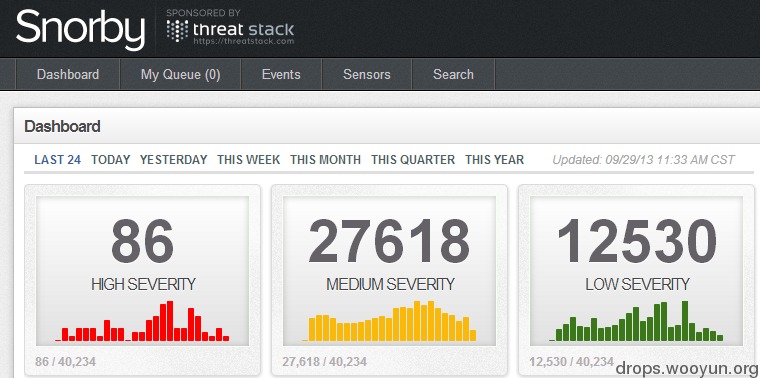 Snorby
SPONSORED BY
threat stack
https://threatstack.com
Dashboard My Queue (0) Events Sensors Search
Dashboard
LAST 24 TODAY YESTERDAY THIS WEEK THIS MONTH THIS QUARTER THIS YEAR Updated: 09/29/13 11:33 AM CST
86 27618 12530
HIGH SEVERITY MEDIUM SEVERITY LOW SEVERITY
86 / 40,234 27,618 / 40,234 12,530 / 40,234
drops.wooyun.org